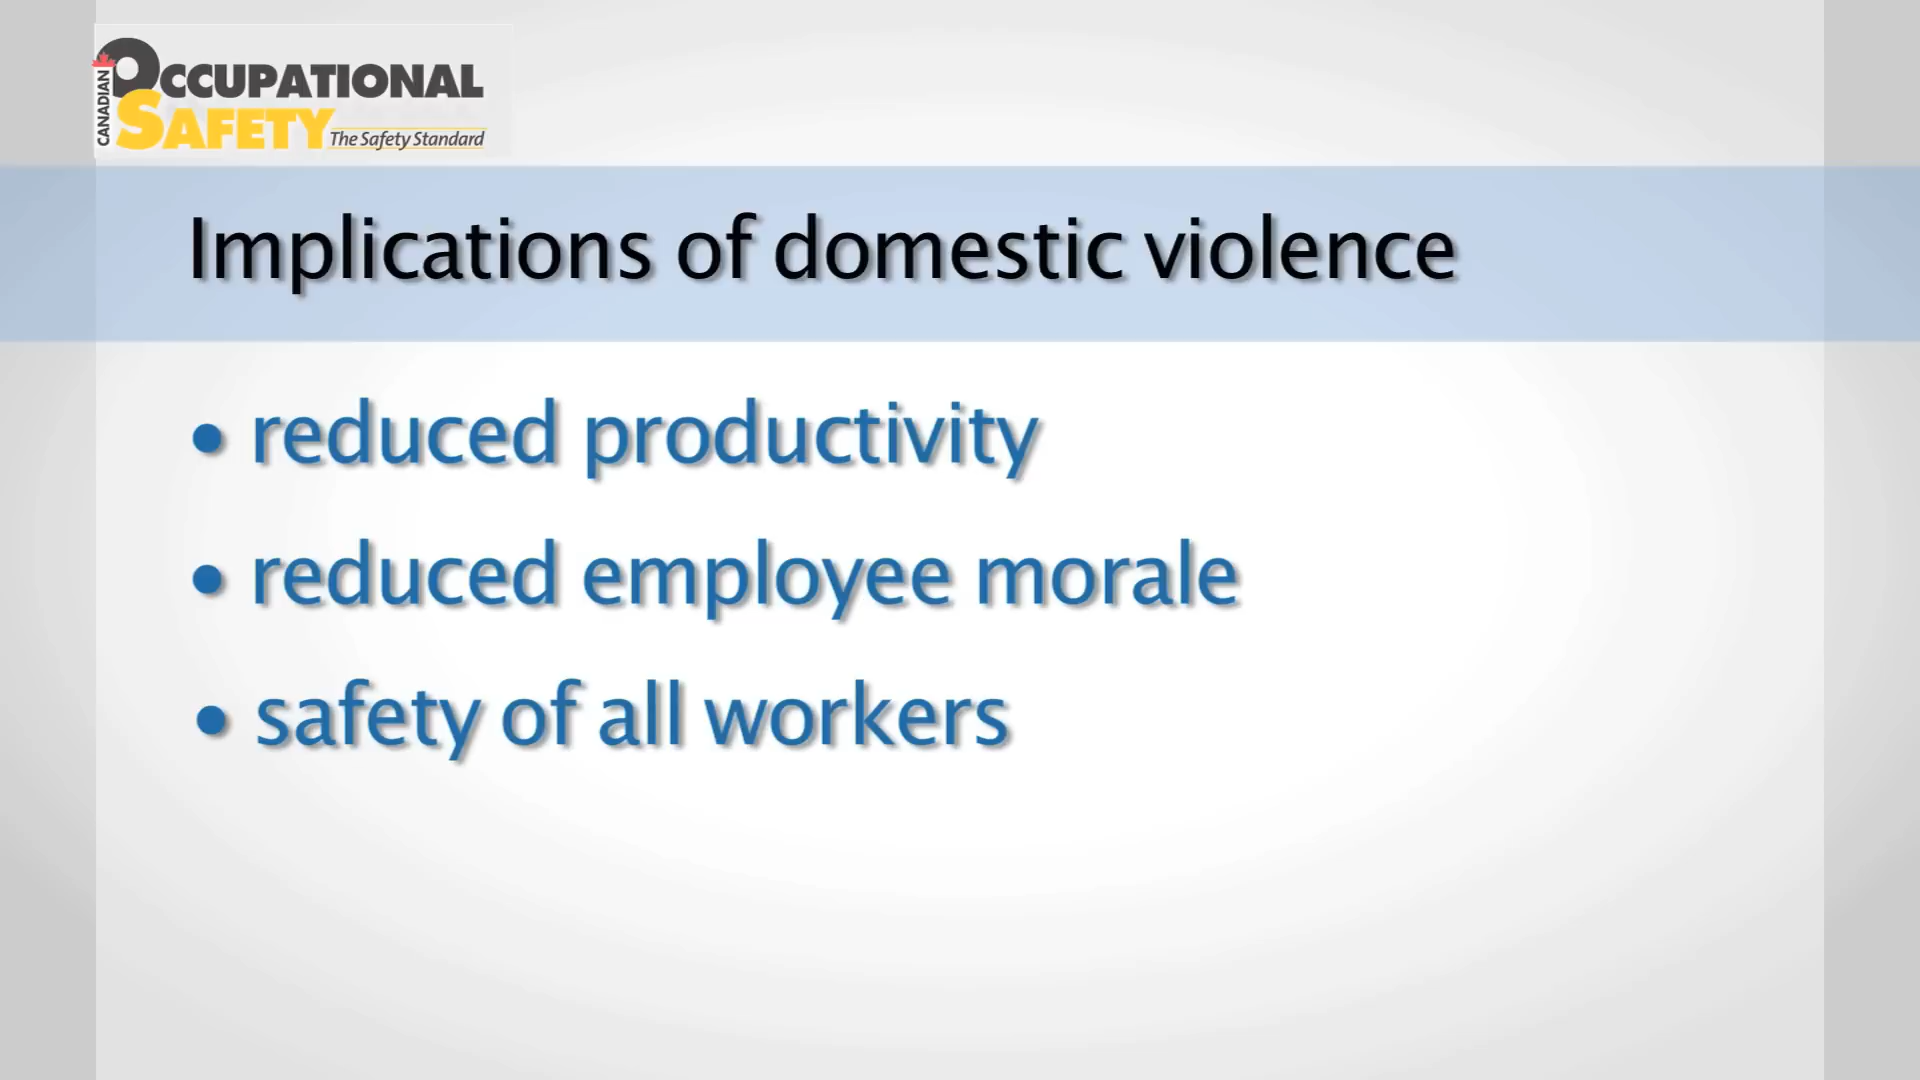 CANADIAN
OCCUPATIONAL
SAFETY The Safety Standard
Implications of domestic violence
• reduced productivity
• reduced employee morale
• safety of all workers